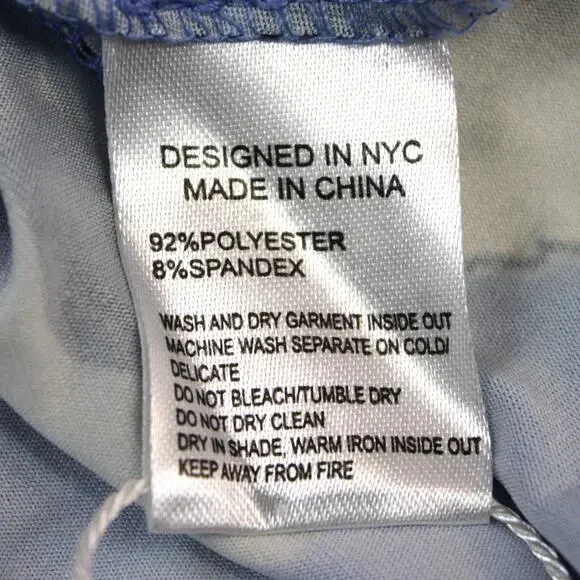 DESIGNED IN NYC
MADE IN CHINA
92%POLYESTER
8%SPANDEX
WASH AND DRY GARMENT INSIDE OUT
MACHINE WASH SEPARATE ON COLD/
DELICATE
DO NOT BLEACH/TUMBLE DRY
DO NOT DRY CLEAN
DRY IN SHADE, WARM IRON INSIDE OUT
KEEP AWAY FROM FIRE